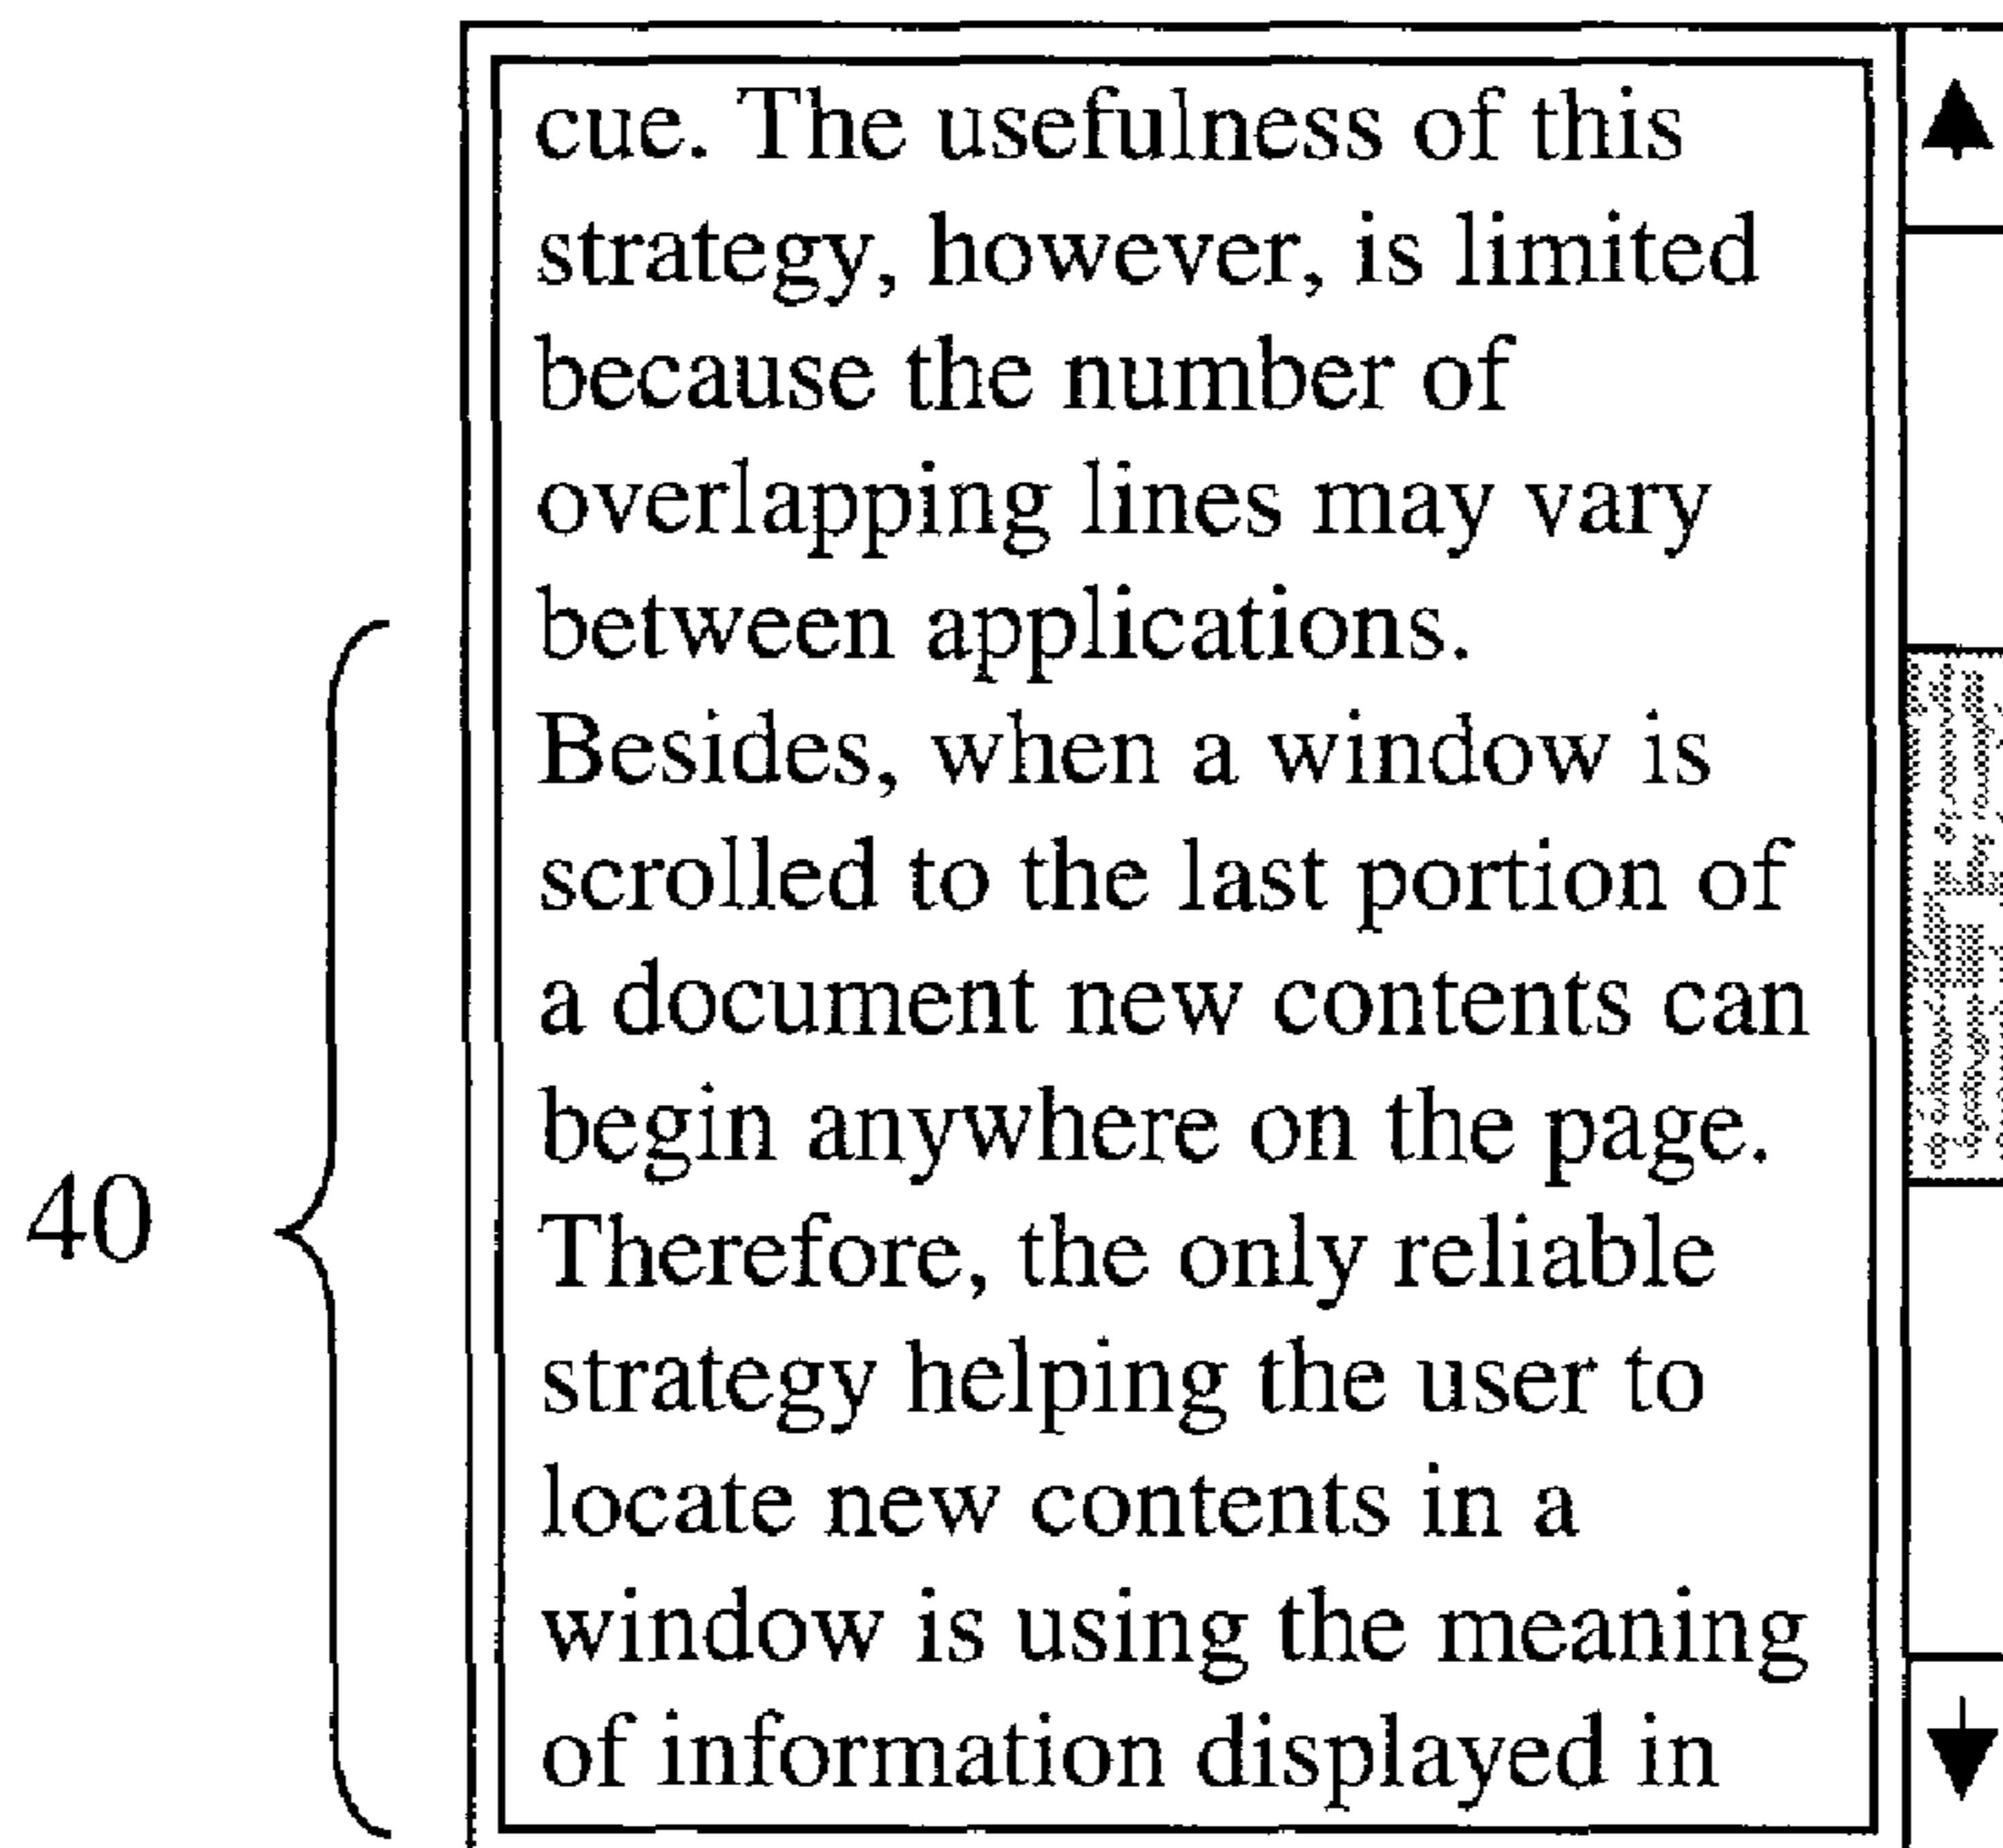 cue. The usefulness of this
strategy, however, is limited
because the number of
overlapping lines may vary
between applications.
Besides, when a window is
scrolled to the last portion of
a document new contents can
begin anywhere on the page.
40
Therefore, the only reliable
strategy helping the user to
locate new contents in a
window is using the meaning
of information displayed in